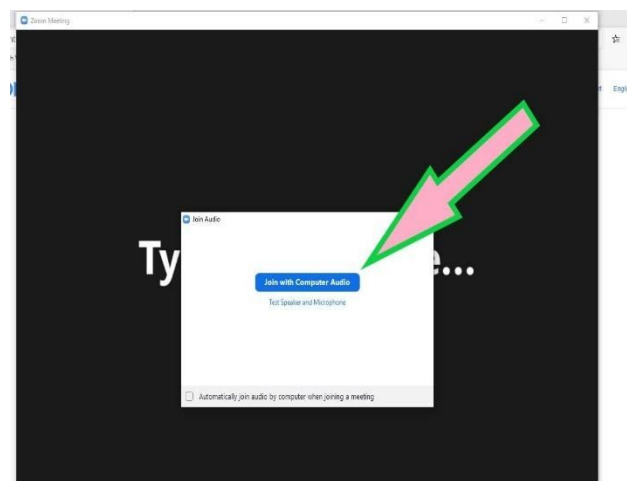 Zoom Meeting
Join Audio
Ty e...
Join with Computer Audio
Test Speaker and Microphone
Automatically join audio by computer when joining a meeting